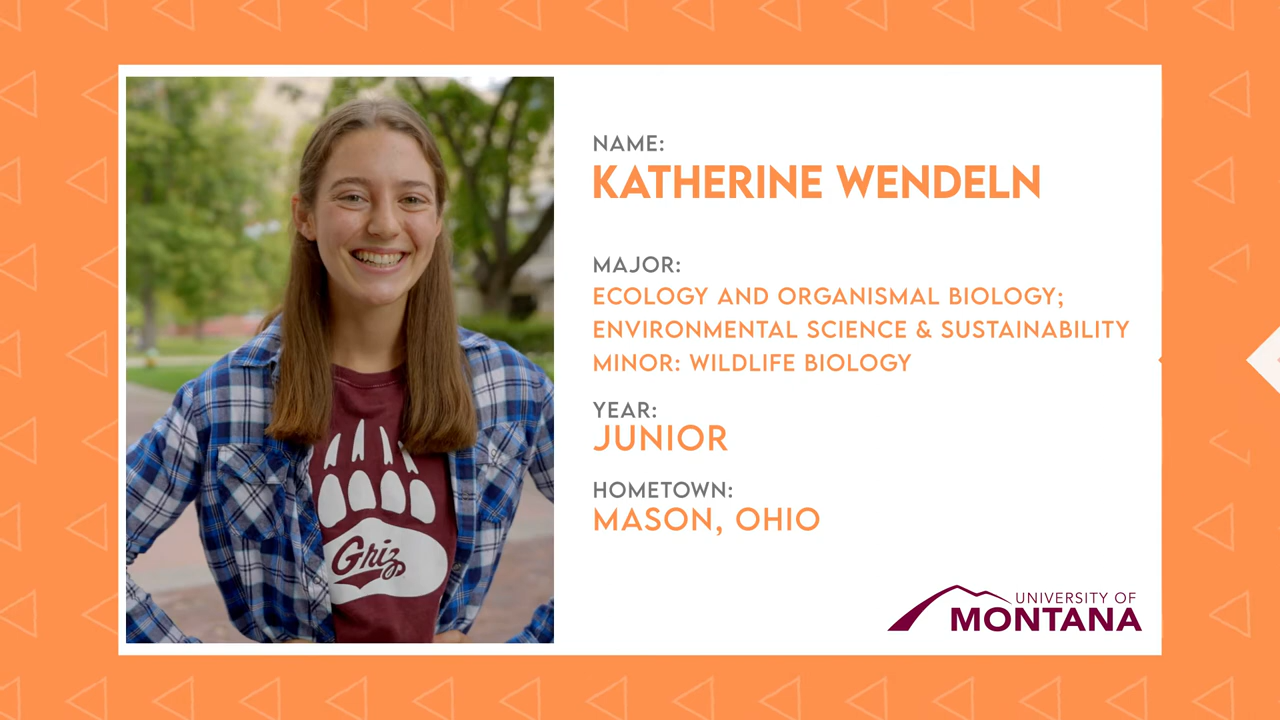 NAME:
KATHERINE WENDELN
MAJOR:
ECOLOGY AND ORGANISMAL BIOLOGY;
ENVIRONMENTAL SCIENCE & SUSTAINABILITY
MINOR: WILDLIFE BIOLOGY
YEAR:
JUNIOR
HOMETOWN:
MASON, OHIO
Griz
UNIVERSITY OF
MONTANA